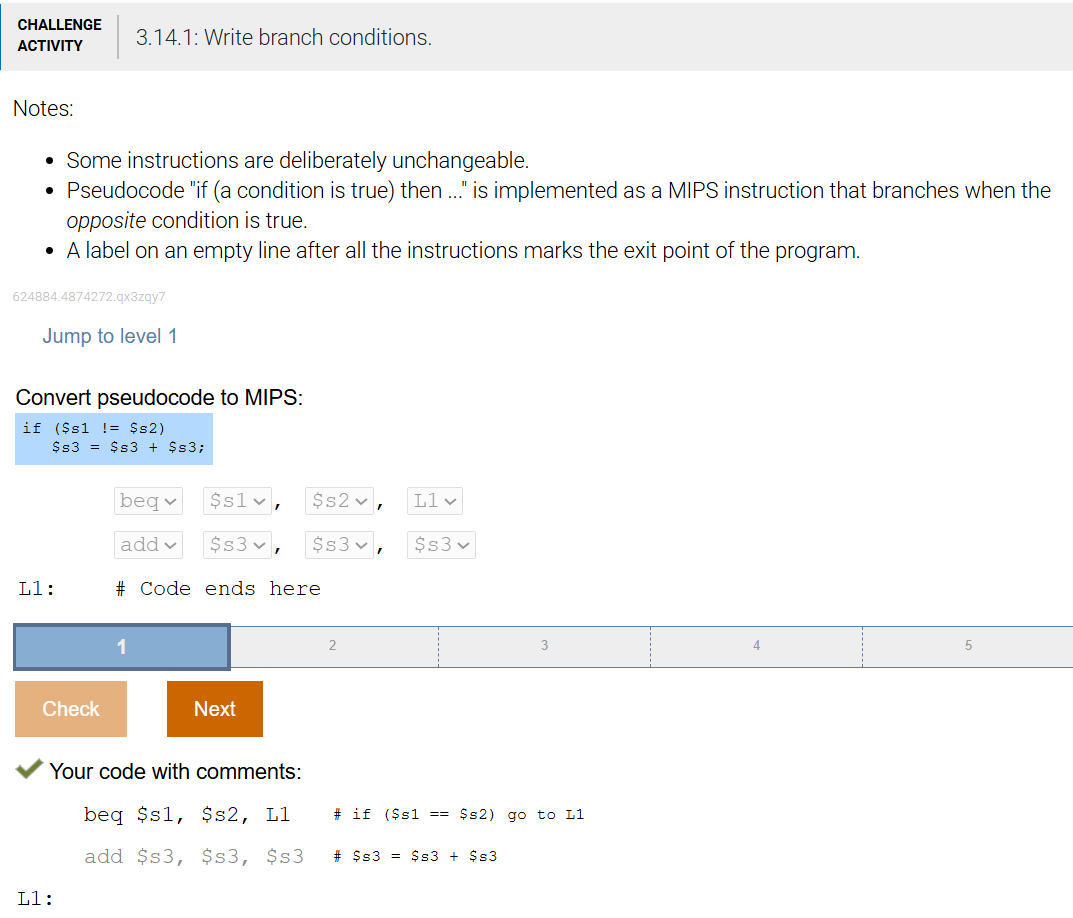 CHALLENGE
ACTIVITY
3.14.1: Write branch conditions.
Notes:
Some instructions are deliberately unchangeable.
Pseudocode "if (a condition is true) then ..." is implemented as a MIPS instruction that branches when the
opposite condition is true.
A label on an empty line after all the instructions marks the exit point of the program.
624884.4874272.qx3zqy7
Jump to level 1
Convert pseudocode to MIPS:
if ($s1 != $s2)
$s3 = $s3 + $s3;
beq $s1, $s2, L1
add $s3, $s3, $s3
L1: # Code ends here
1 2 3 4 5
Check Next
Your code with comments:
beq $s1, $s2, L1 # if ($s1 == $s2) go to L1
add $s3, $s3, $s3 # $s3 = $s3 + $s3
L1: